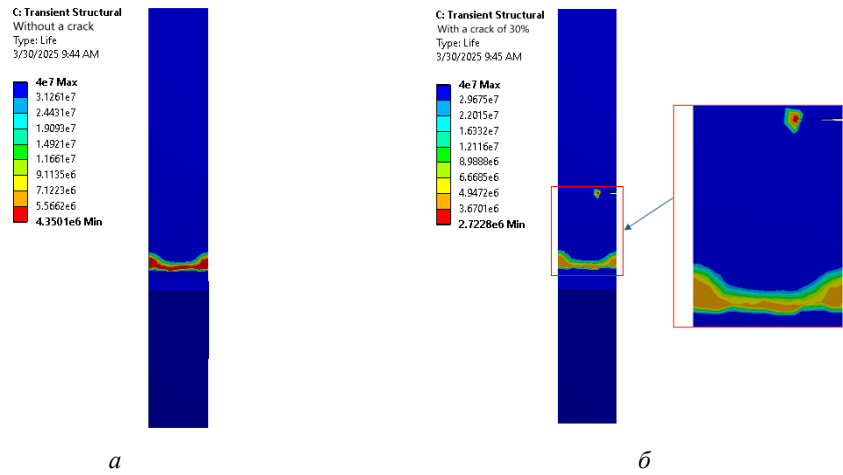 C: Transient Structural
Without a crack
Type: Life
3/30/2025 9:44 AM
4e7 Max
3.1261e7
2.4431e7
1.9093e7
1.4921e7
1.1661e7
9.1135e6
7.1223e6
5.5662e6
4.3501e6 Min
а
C: Transient Structural
With a crack of 30%
Type: Life
3/30/2025 9:45 AM
4e7 Max
2.9675e7
2.2015e7
1.6332e7
1.2116e7
8.9888e6
6.6685e6
4.9472e6
3.6701e6
2.7228e6 Min
б